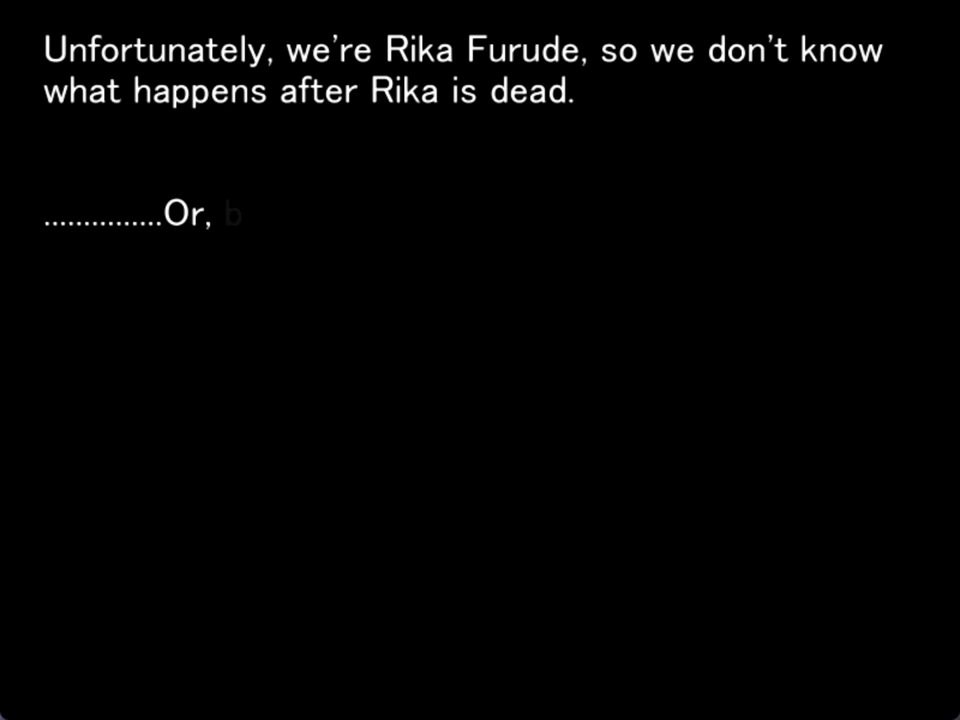 Unfortunately, we're Rika Furude, so we don't know
what happens after Rika is dead.
...............Or, b